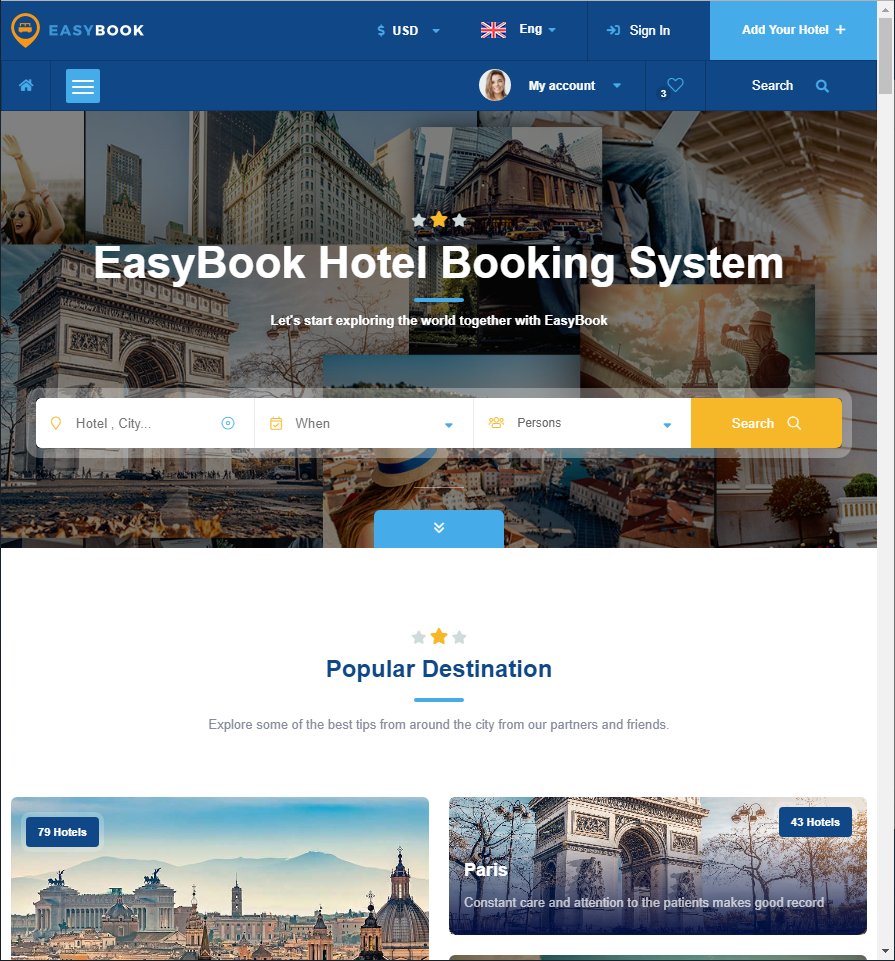 EASYBOOK
$ USD
Eng
Sign In
Add Your Hotel +
My account
3
Search
EasyBook Hotel Booking System
Let's start exploring the world together with EasyBook
Hotel , City...
When
Persons
Search
Popular Destination
Explore some of the best tips from around the city from our partners and friends.
79 Hotels
43 Hotels
Paris
Constant care and attention to the patients makes good record